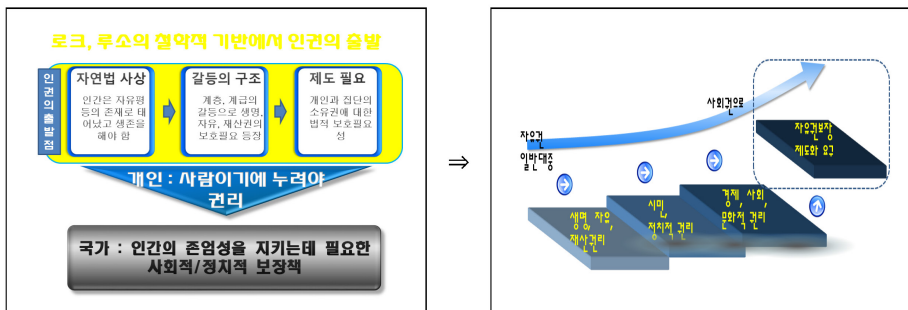 로크, 루소의 철학적 기반에서 인권의 출발
인권의출발점
자연법 사상
인간은 자유평
등의 존재로 태
어났고 생존을
해야 함
갈등의 구조
계층, 계급의
갈등으로 생명,
자유, 재산권의
보호필요 등장
제도 필요
개인과 집단의
소유권에 대한
법적 보호필요
성
개인 : 사람이기에 누려야
권리
국가 : 인간의 존엄성을 지키는데 필요한
사회적/정치적 보장책
⇒
사회권으로
자유권
일반대중
자유권보장
제도화 요구
생명, 자유,
재산권리
시민,
정치적 권리
경제, 사회,
문화적 권리